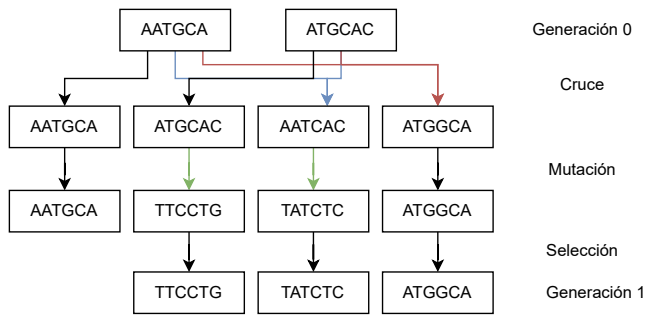 AATGCA ATGCAC Generación 0
Cruce
AATGCA ATGCAC AATCAC ATGGCA
Mutación
AATGCA TTCCTG TATCTC ATGGCA
Selección
TTCCTG TATCTC ATGGCA Generación 1